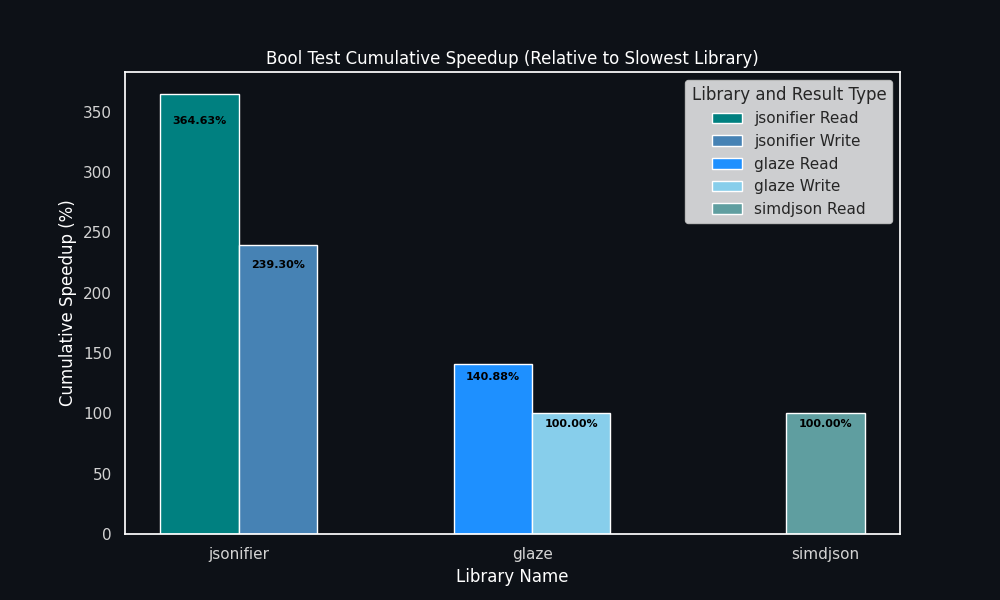 Bool Test Cumulative Speedup (Relative to Slowest Library)
Library and Result Type
jsonifier Read
jsonifier Write
glaze Read
glaze Write
simdjson Read
Cumulative Speedup (%)
350
300
250
200
150
100
50
0
364.63%
239.30%
140.88%
100.00%
100.00%
jsonifier
glaze
simdjson
Library Name